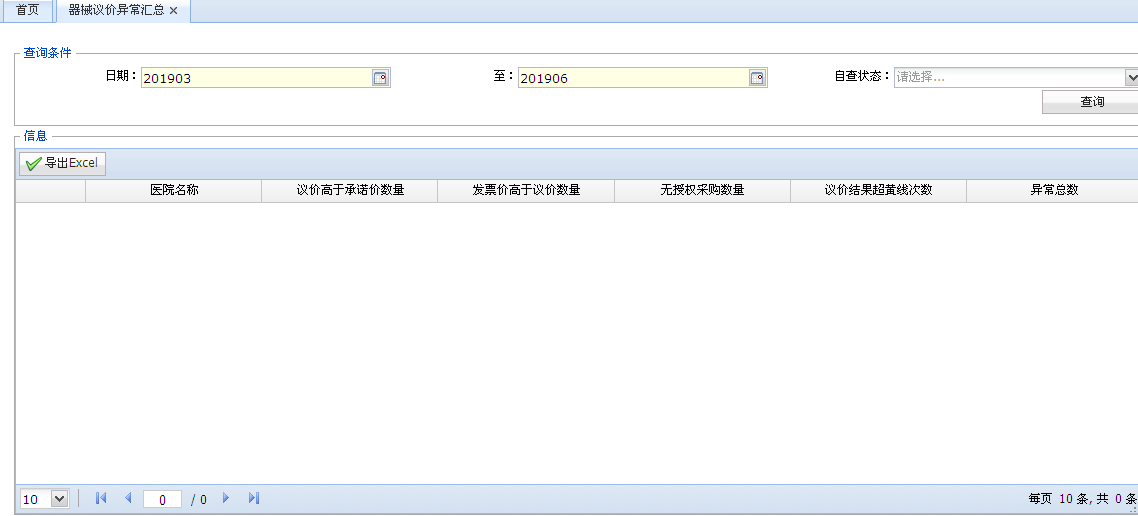 首页 器械议价异常汇总
查询条件
日期： 201903 至： 201906 自查状态： 请选择...
查询
信息
导出Excel
医院名称 议价高于承诺价数量 发票价高于议价数量 无授权采购数量 议价结果超黄线次数 异常总数
10 0 / 0 每页 10 条, 共 0 条